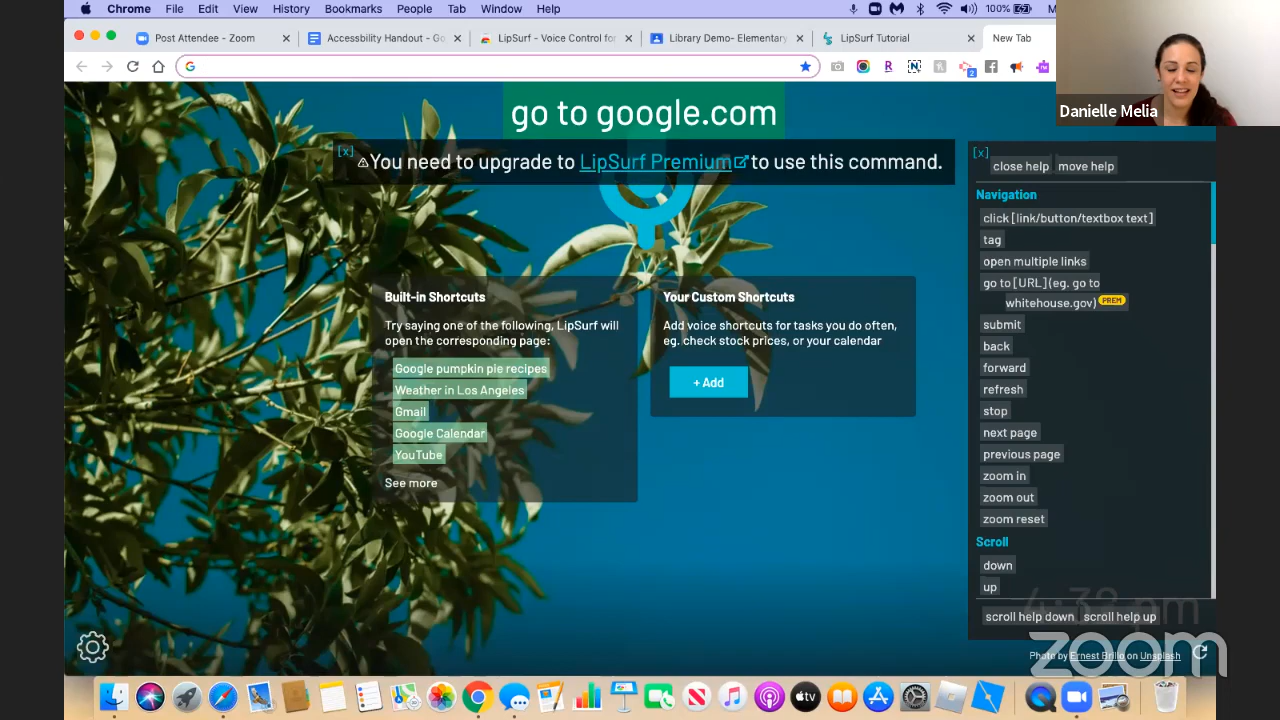 Chrome File Edit View History Bookmarks People Tab Window Help 100%
Post Attendee - Zoom
Accessbility Handout - Go
LipSurf - Voice Control for
Library Demo- Elementary
LipSurf Tutorial
New Tab
Danielle Melia
go to google.com
[x] You need to upgrade to LipSurf Premium to use this command.
[x] close help move help
Navigation
click [link/button/textbox text]
tag
open multiple links
go to [URL](eg. go to
whitehouse.gov) PREM
submit
back
forward
refresh
stop
next page
previous page
zoom in
zoom out
zoom reset
Scroll
down
up
scroll help down scroll help up
Built-in Shortcuts
Try saying one of the following, LipSurf will
open the corresponding page:
Google pumpkin pie recipes
Weather in Los Angeles
Gmail
Google Calendar
YouTube
See more
Your Custom Shortcuts
Add voice shortcuts for tasks you do often,
eg. check stock prices, or your calendar
+ Add
4:38 pm
Photo by Ernest Brillo on Unsplash
zoom